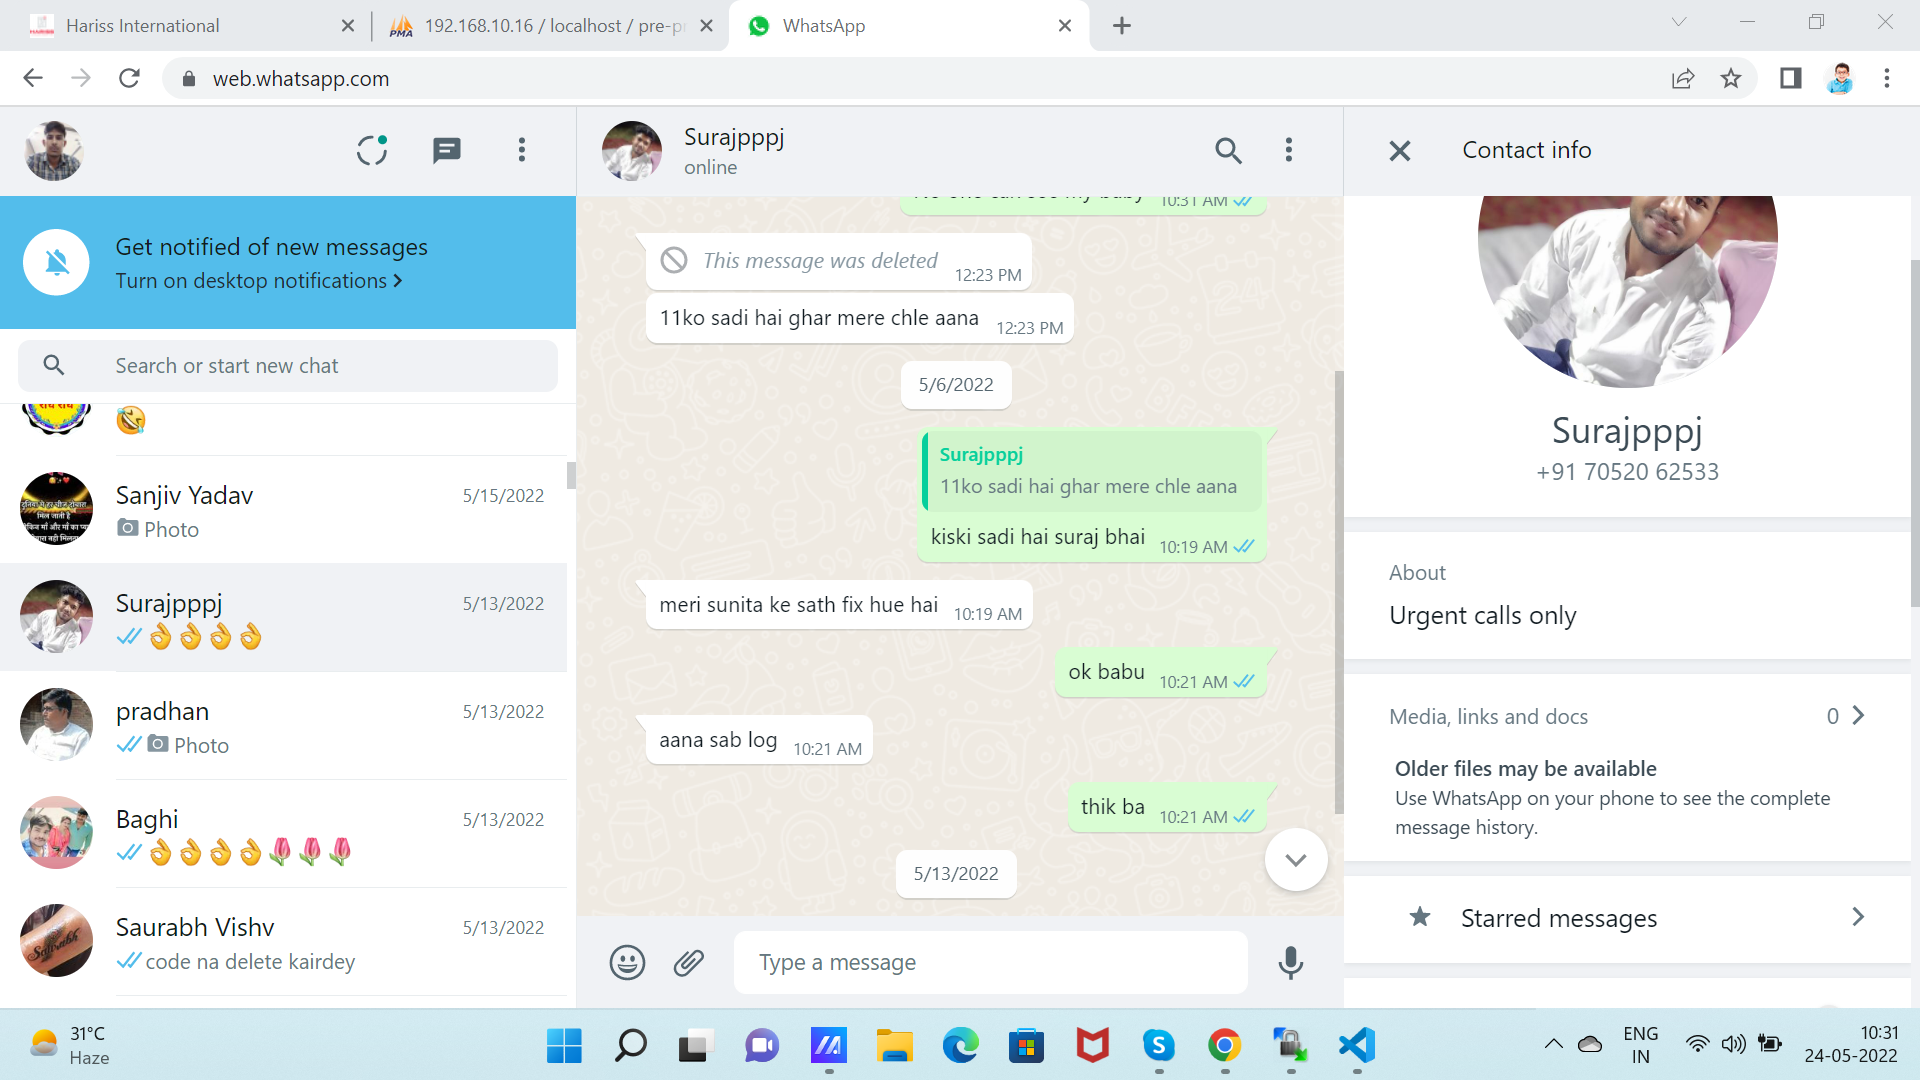 Hariss International
192.168.10.16 / localhost / pre-p
WhatsApp
web.whatsapp.com
Surajpppj
online
Contact info
Get notified of new messages
Turn on desktop notifications
Search or start new chat
Sanjiv Yadav
5/15/2022
Photo
Surajpppj
5/13/2022
pradhan
5/13/2022
Photo
Baghi
5/13/2022
Saurabh Vishv
5/13/2022
code na delete kairdey
10:31 AM
This message was deleted
12:23 PM
11ko sadi hai ghar mere chle aana
12:23 PM
5/6/2022
Surajpppj
11ko sadi hai ghar mere chle aana
kiski sadi hai suraj bhai
10:19 AM
meri sunita ke sath fix hue hai
10:19 AM
ok babu
10:21 AM
aana sab log
10:21 AM
thik ba
10:21 AM
5/13/2022
Type a message
Surajpppj
+91 70520 62533
About
Urgent calls only
Media, links and docs
0
Older files may be available
Use WhatsApp on your phone to see the complete
message history.
Starred messages
31°C
Haze
ENG
IN
10:31
24-05-2022